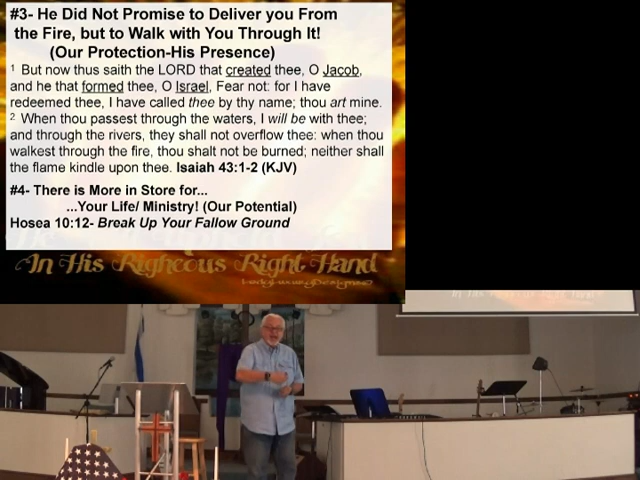 #3- He Did Not Promise to Deliver you From
the Fire, but to Walk with You Through It!
(Our Protection-His Presence)
1 But now thus saith the LORD that created thee, O Jacob,
and he that formed thee, O Israel, Fear not: for I have
redeemed thee, I have called thee by thy name; thou art mine.
2 When thou passest through the waters, I will be with thee;
and through the rivers, they shall not overflow thee: when thou
walkest through the fire, thou shalt not be burned; neither shall
the flame kindle upon thee. Isaiah 43:1-2 (KJV)
#4- There is More in Store for...
...Your Life/ Ministry! (Our Potential)
Hosea 10:12- Break Up Your Fallow Ground
In His Righteous Right Hand